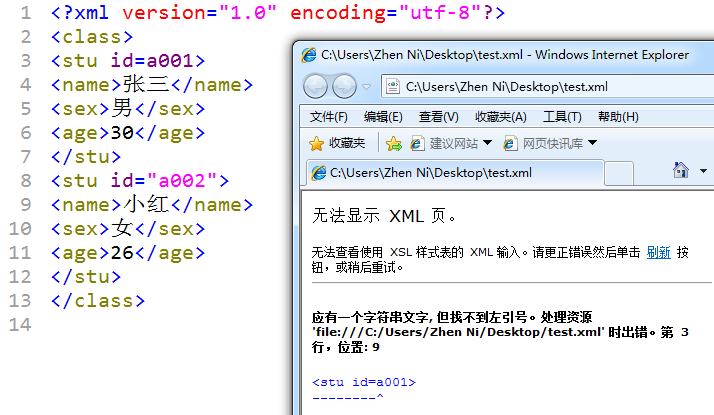 1 <?xml version="1.0" encoding="utf-8"?>
2 <class>
3 <stu id=a001>
4 <name>张三</name>
5 <sex>男</sex>
6 <age>30</age>
7 </stu>
8 <stu id="a002">
9 <name>小红</name>
10 <sex>女</sex>
11 <age>26</age>
12 </stu>
13 </class>
14
C:\Users\Zhen Ni\Desktop\test.xml - Windows Internet Explorer
C:\Users\Zhen Ni\Desktop\test.xml
文件(F) 编辑(E) 查看(V) 收藏夹(A) 工具(T) 帮助(H)
收藏夹 建议网站 网页快讯库
C:\Users\Zhen Ni\Desktop\test.xml
无法显示 XML 页。
无法查看使用 XSL 样式表的 XML 输入。请更正错误然后单击 刷新 按
钮，或稍后重试。
应有一个字符串文字, 但找不到左引号。处理资源
'file:///C:/Users/Zhen Ni/Desktop/test.xml' 时出错。第 3
行，位置: 9
<stu id=a001>
--------^